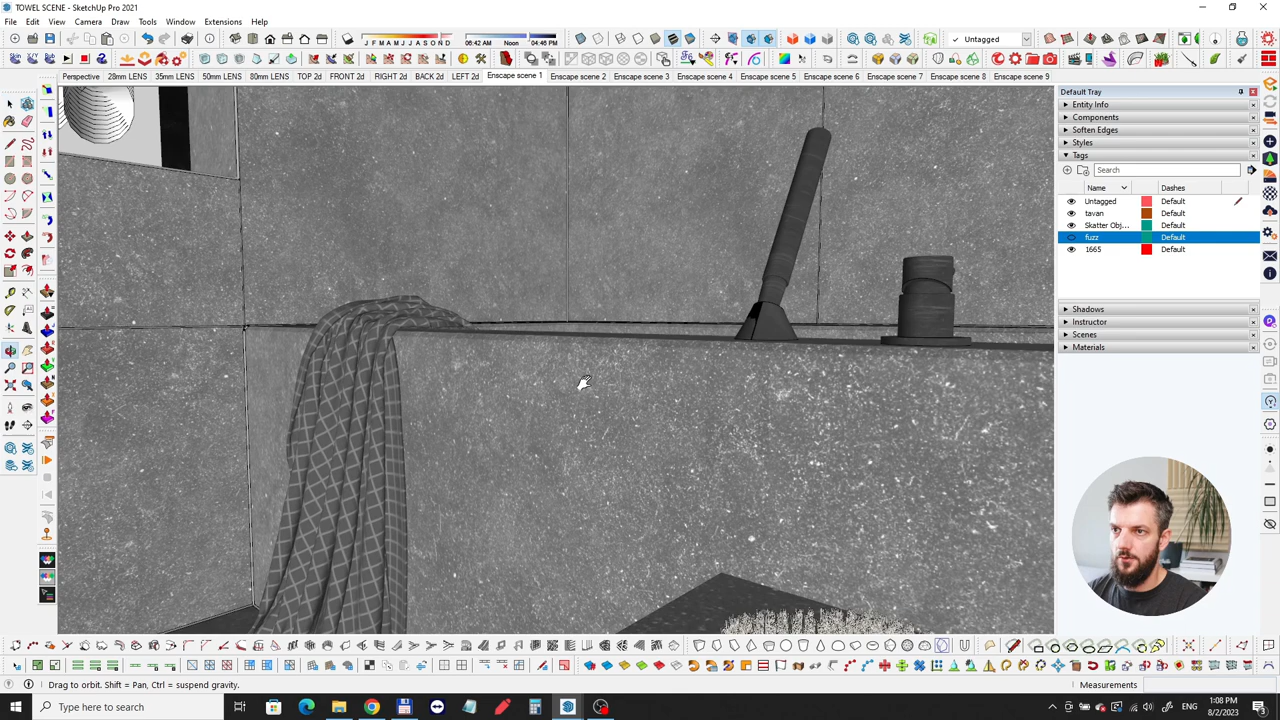 TOWEL SCENE - SketchUp Pro 2021
File Edit View Camera Draw Tools Window Extensions Help
J F M A M J J A S O N D 06:42 AM Noon 04:46 PM Untagged
Perspective 28mm LENS 35mm LENS 50mm LENS 80mm LENS TOP 2d FRONT 2d RIGHT 2d BACK 2d LEFT 2d Enscape scene 1 Enscape scene 2 Enscape scene 3 Enscape scene 4 Enscape scene 5 Enscape scene 6 Enscape scene 7 Enscape scene 8 Enscape scene 9
Default Tray
Entity Info
Components
Soften Edges
Styles
Tags
Search
Name Dashes
Untagged Default
tavan Default
Skatter Obj... Default
fuzz Default
1665 Default
Shadows
Instructor
Scenes
Materials
Drag to orbit. Shift = Pan, Ctrl = suspend gravity.
Measurements
Type here to search
ENG
1:08 PM
8/2/2023